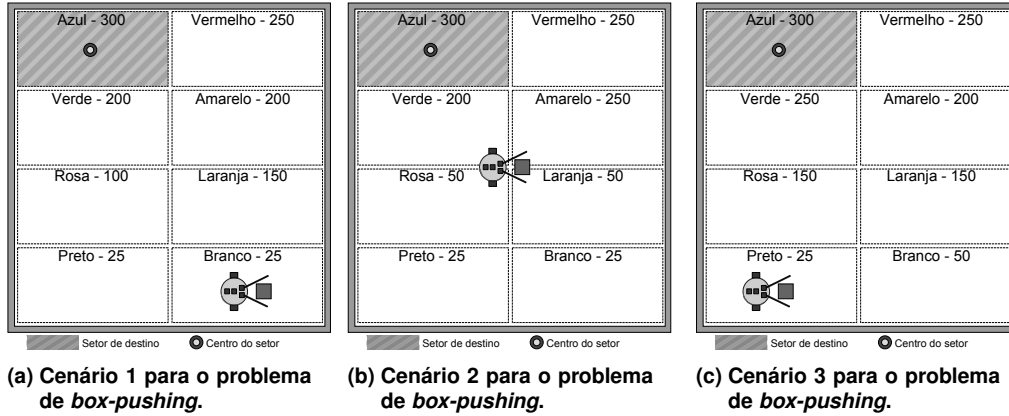 Azul - 300 Vermelho - 250
Verde - 200 Amarelo - 200
Rosa - 100 Laranja - 150
Preto - 25 Branco - 25
Setor de destino Centro do setor
(a) Cenário 1 para o problema
de box-pushing.
Azul - 300 Vermelho - 250
Verde - 200 Amarelo - 250
Rosa - 50 Laranja - 50
Preto - 25 Branco - 25
Setor de destino Centro do setor
(b) Cenário 2 para o problema
de box-pushing.
Azul - 300 Vermelho - 250
Verde - 250 Amarelo - 200
Rosa - 150 Laranja - 150
Preto - 25 Branco - 50
Setor de destino Centro do setor
(c) Cenário 3 para o problema
de box-pushing.